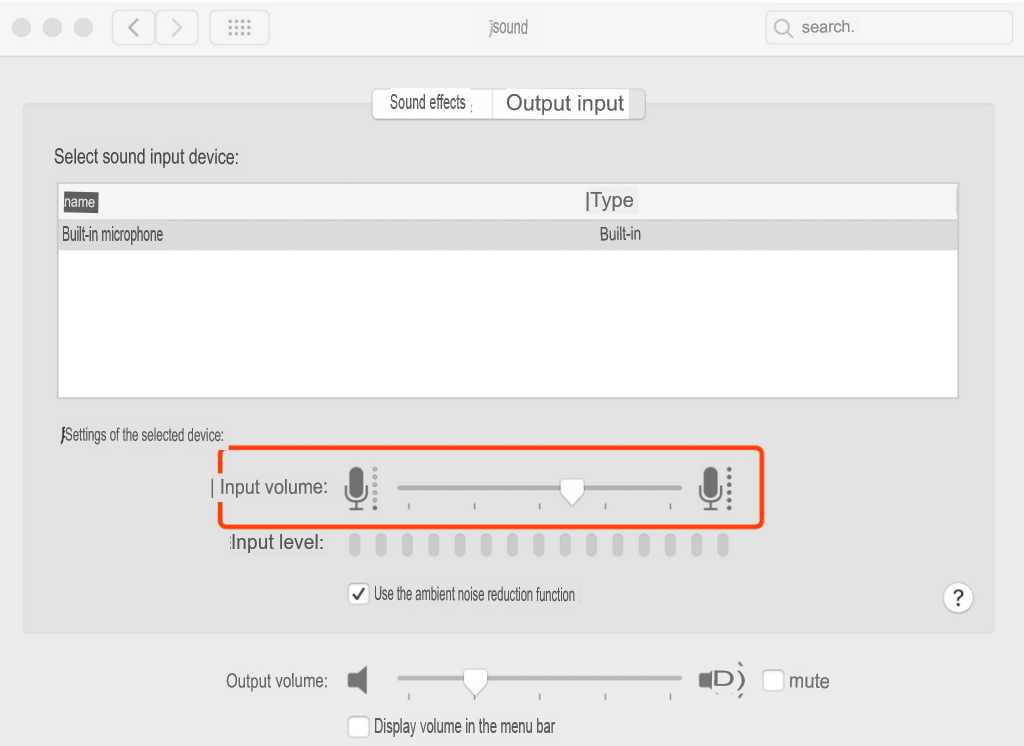 jsound
search.
Sound effects :
Output input
Select sound input device:
name
|Type
Built-in microphone
Built-in
Settings of the selected device:
| Input volume:
Input level:
Use the ambient noise reduction function
?
Output volume:
D)
mute
Display volume in the menu bar